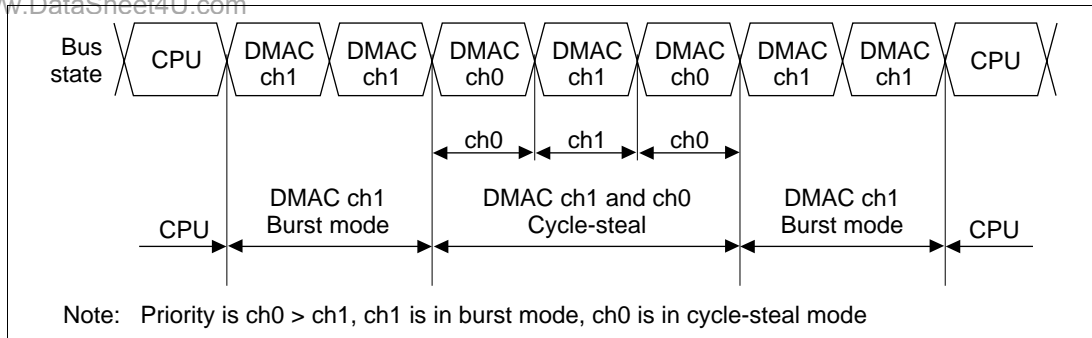 w.DataSheet4U.com
Bus state
CPU
DMAC ch1
DMAC ch1
DMAC ch0
DMAC ch1
DMAC ch0
DMAC ch1
DMAC ch1
CPU
ch0
ch1
ch0
CPU
DMAC ch1
Burst mode
DMAC ch1 and ch0
Cycle-steal
DMAC ch1
Burst mode
CPU
Note: Priority is ch0 > ch1, ch1 is in burst mode, ch0 is in cycle-steal mode